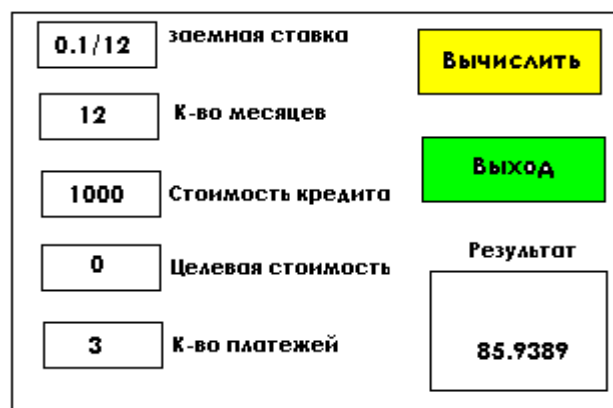 0.1/12 заемная ставка
Вычислить
12 К-во месяцев
Выход
1000 Стоимость кредита
0 Целевая стоимость
Результат
3 К-во платежей
85.9389